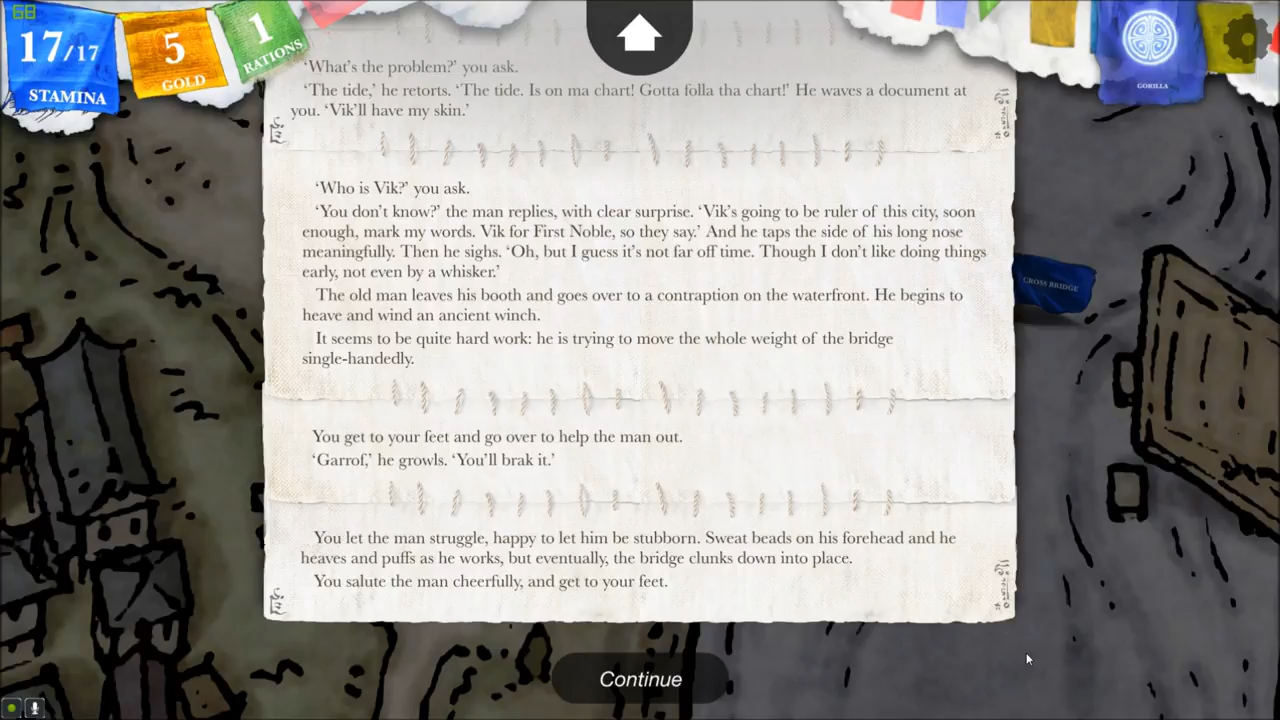 68
17/17
STAMINA
5
GOLD
1
RATIONS
GORILLA
‘What’s the problem?’ you ask.
‘The tide,’ he retorts. ‘The tide. Is on ma chart! Gotta folla tha chart!’ He waves a document at
you. ‘Vik’ll have my skin.’
‘Who is Vik?’ you ask.
‘You don’t know?’ the man replies, with clear surprise. ‘Vik’s going to be ruler of this city, soon
enough, mark my words. Vik for First Noble, so they say.’ And he taps the side of his long nose
meaningfully. Then he sighs. ‘Oh, but I guess it’s not far off time. Though I don’t like doing things
early, not even by a whisker.’
The old man leaves his booth and goes over to a contraption on the waterfront. He begins to
heave and wind an ancient winch.
It seems to be quite hard work: he is trying to move the whole weight of the bridge
single-handedly.
CROSS BRIDGE
You get to your feet and go over to help the man out.
‘Garrof,’ he growls. ‘You’ll brak it.’
You let the man struggle, happy to let him be stubborn. Sweat beads on his forehead and he
heaves and puffs as he works, but eventually, the bridge clunks down into place.
You salute the man cheerfully, and get to your feet.
Continue